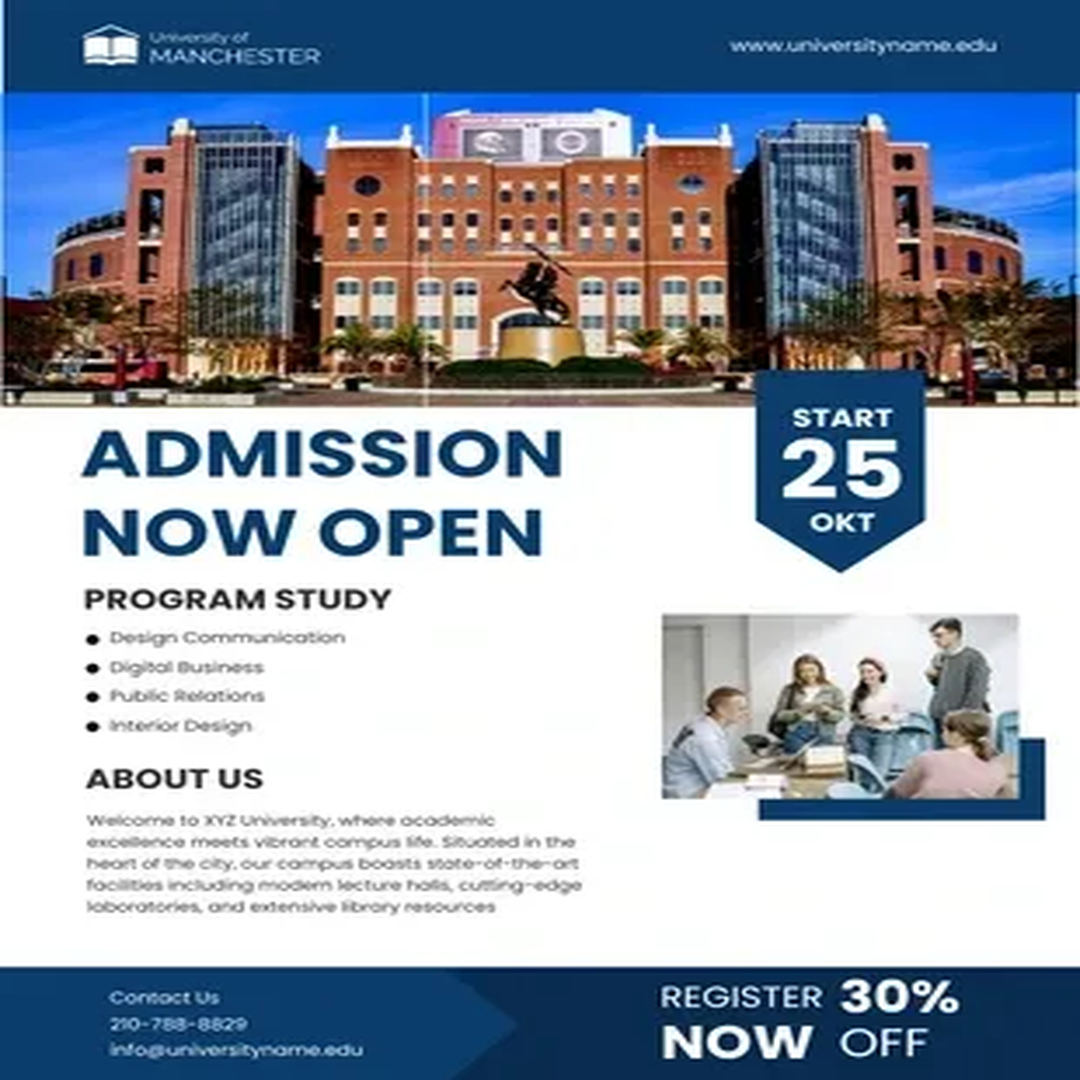 University of
MANCHESTER
www.universityname.edu
ADMISSION
NOW OPEN
START
25
OKT
PROGRAM STUDY
Design Communication
Digital Business
Public Relations
Interior Design
ABOUT US
Welcome to XYZ University, where academic
excellence meets vibrant campus life. Situated in the
heart of the city, our campus boasts state-of-the-art
facilities including modern lecture halls, cutting-edge
laboratories, and extensive library resources
Contact Us
210-788-8829
info@universityname.edu
REGISTER
NOW
30%
OFF